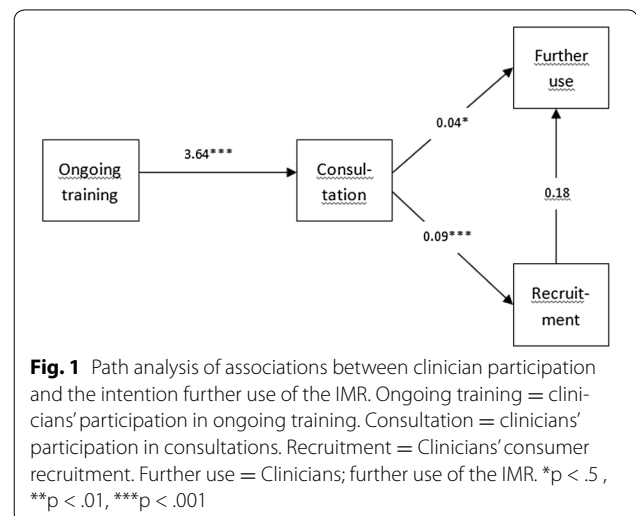 Further
use
0.04*
3.64***
Ongoing
training
Consul-
tation
0.18
0.09***
Recruit-
ment
Fig. 1 Path analysis of associations between clinician participation
and the intention further use of the IMR. Ongoing training = clini-
cians' participation in ongoing training. Consultation = clinicians'
participation in consultations. Recruitment = Clinicians' consumer
recruitment. Further use = Clinicians; further use of the IMR. *p < .5 ,
**p < .01, ***p < .001